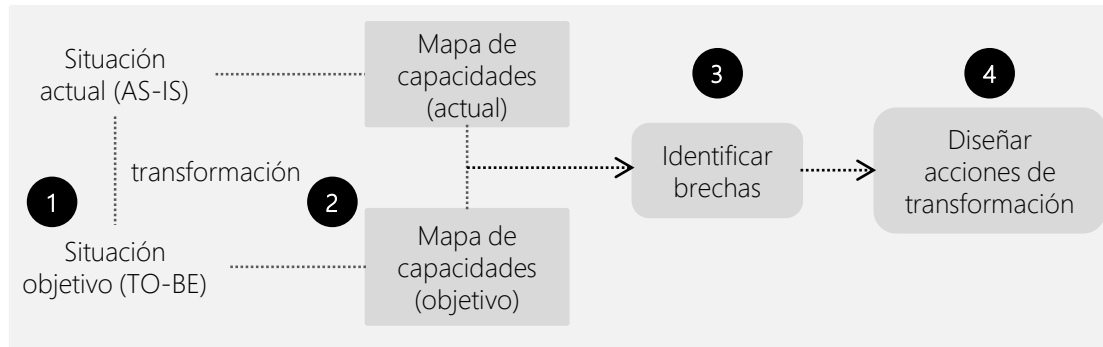 Situación
actual (AS-IS)
transformación
1
Situación
objetivo (TO-BE)
Mapa de
capacidades
(actual)
2
Mapa de
capacidades
(objetivo)
3
Identificar
brechas
4
Diseñar
acciones de
transformación